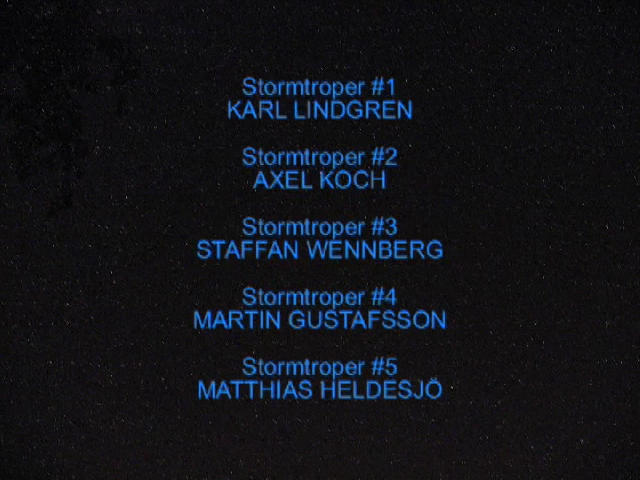 Stormtroper #1
KARL LINDGREN
Stormtroper #2
AXEL KOCH
Stormtroper #3
STAFFAN WENNBERG
Stormtroper #4
MARTIN GUSTAFSSON
Stormtroper #5
MATTHIAS HELDESJÖ